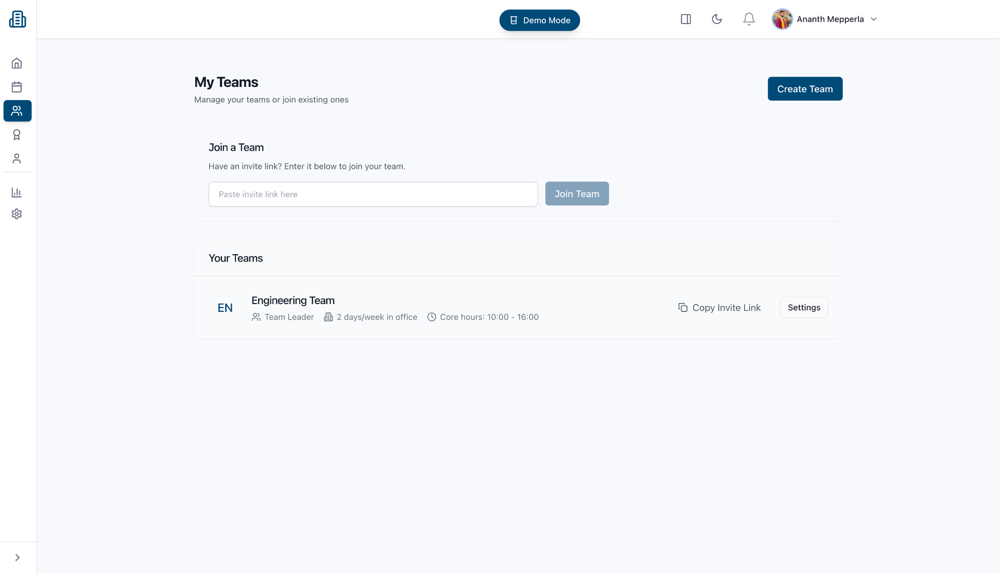 Demo Mode
Ananth Mepperla
My Teams
Manage your teams or join existing ones
Create Team
Join a Team
Have an invite link? Enter it below to join your team.
Paste invite link here
Join Team
Your Teams
EN
Engineering Team
Team Leader
2 days/week in office
Core hours: 10:00 - 16:00
Copy Invite Link
Settings